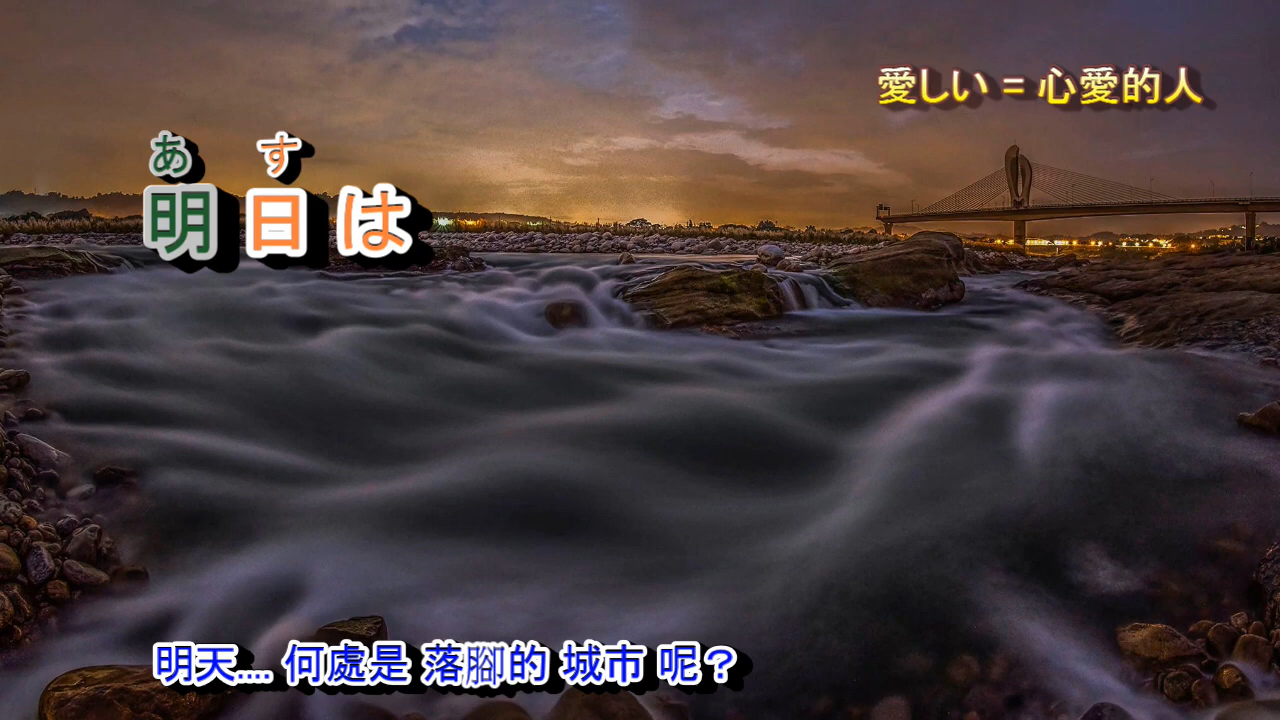 愛しい = 心愛的人
あ す
明日は
明天.... 何處是 落腳的 城市 呢？